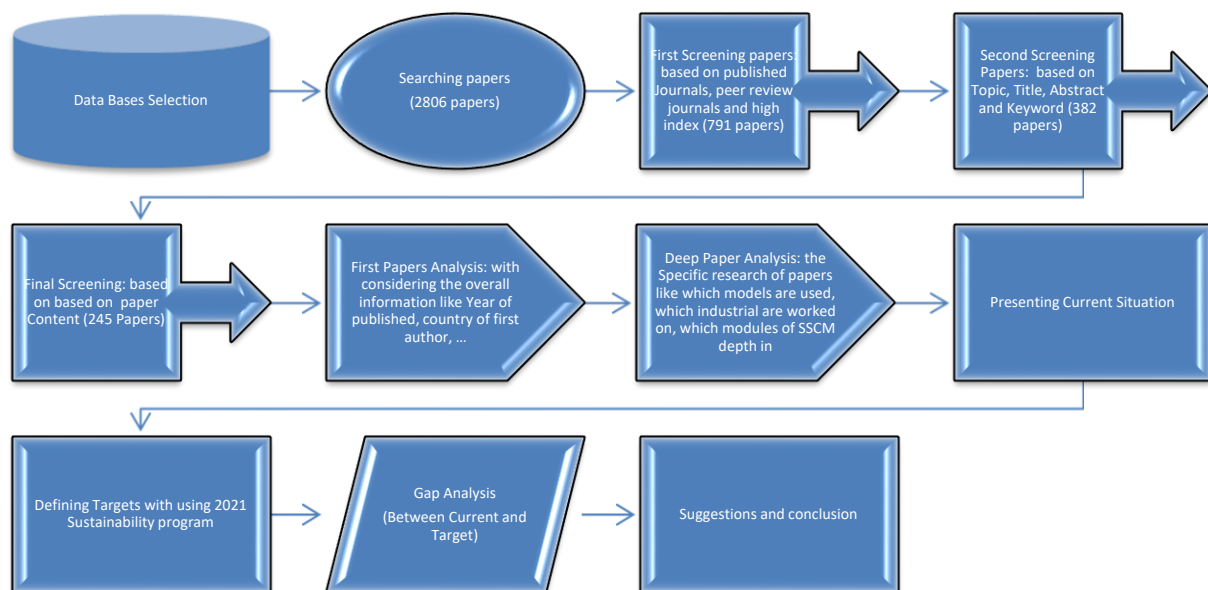 Data Bases Selection
Searching papers
(2806 papers)
First Screening papers:
based on published
Journals, peer review
journals and high
index (791 papers)
Second Screening
Papers:  based on
Topic, Title, Abstract
and Keyword (382
papers)
Final Screening: based
on based on  paper
Content (245 Papers)
First Papers Analysis: with
considering the overall
information like Year of
published, country of first
author, ...
Deep Paper Analysis: the
Specific research of papers
like which models are used,
which industrial are worked
on, which modules of SSCM
depth in
Presenting Current Situation
Defining Targets with using 2021
Sustainability program
Gap Analysis
(Between Current and
Target)
Suggestions and conclusion